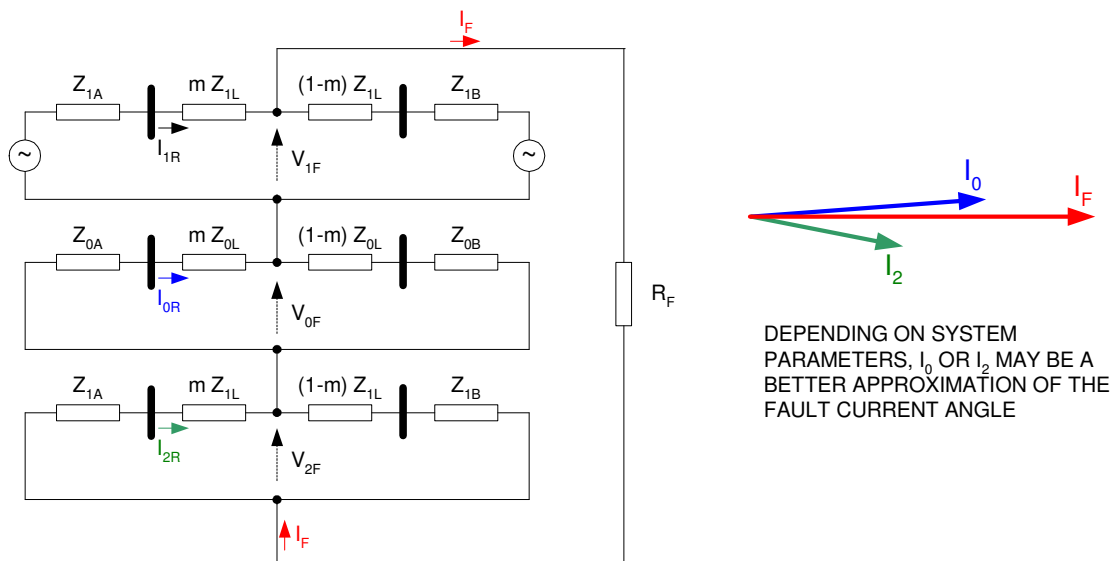 I_F
Z_1A
m Z_1L
(1-m) Z_1L
Z_1B
~
I_1R
V_1F
~
Z_0A
m Z_0L
(1-m) Z_0L
Z_0B
I_0R
V_0F
R_F
Z_1A
m Z_1L
(1-m) Z_1L
Z_1B
I_2R
V_2F
I_F
I_0
I_F
I_2
DEPENDING ON SYSTEM
PARAMETERS, I_0 OR I_2 MAY BE A
BETTER APPROXIMATION OF THE
FAULT CURRENT ANGLE